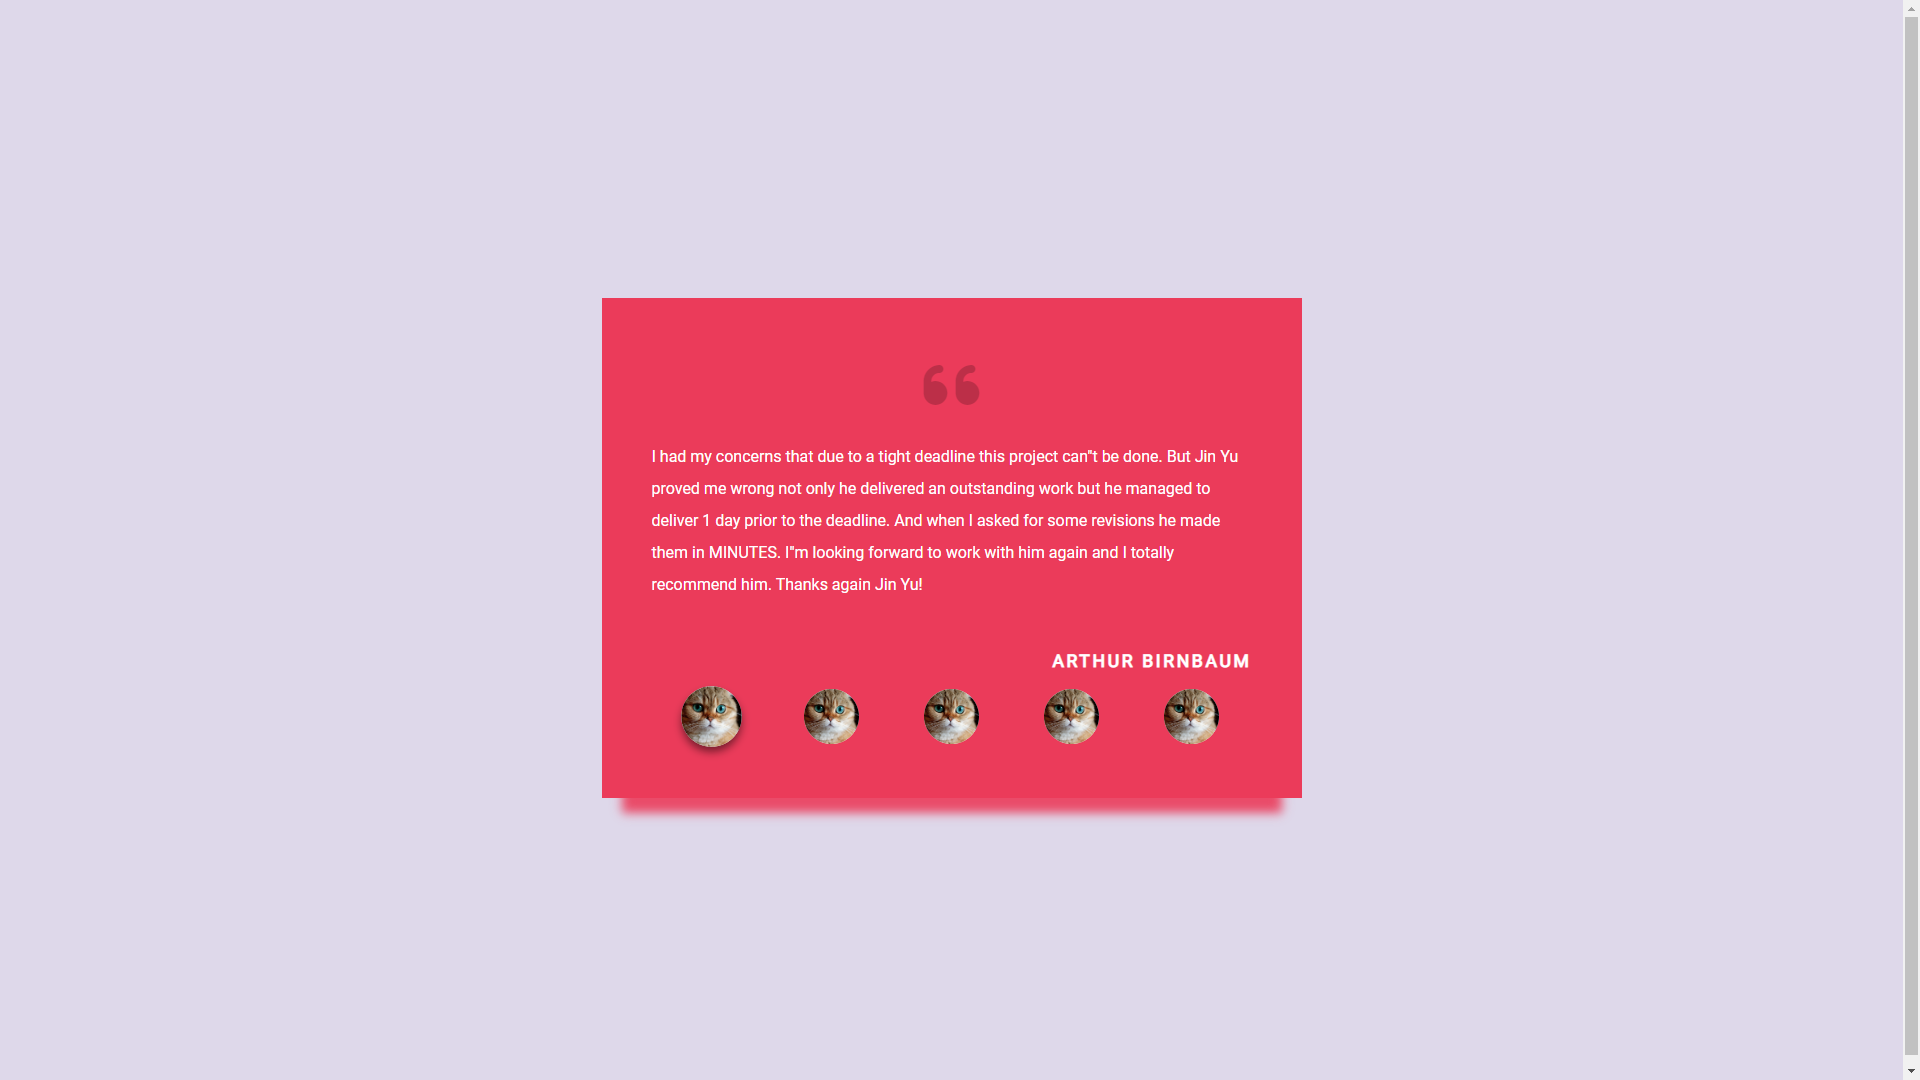 I had my concerns that due to a tight deadline this project can"t be done. But Jin Yu
proved me wrong not only he delivered an outstanding work but he managed to
deliver 1 day prior to the deadline. And when I asked for some revisions he made
them in MINUTES. I"m looking forward to work with him again and I totally
recommend him. Thanks again Jin Yu!
ARTHUR BIRNBAUM